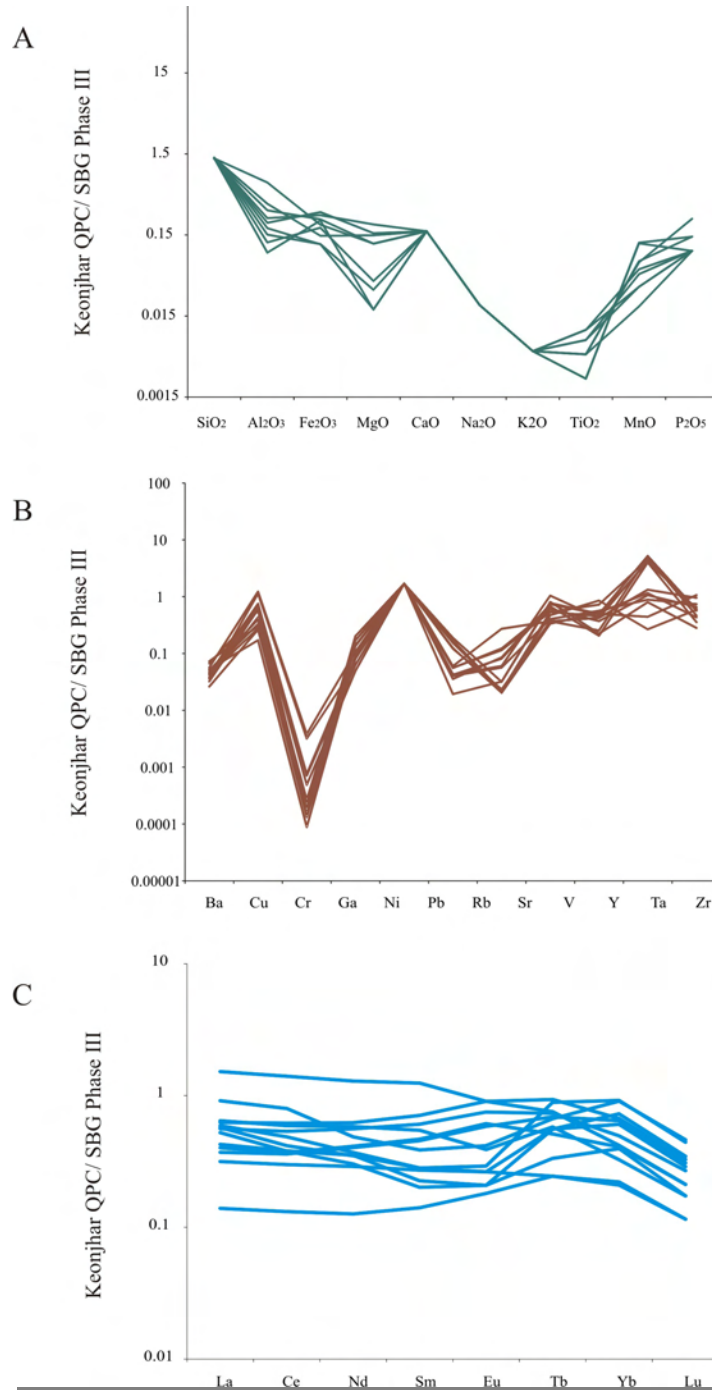 A
Keonjhar QPC/ SBG Phase III
15
1.5
0.15
0.015
0.0015
SiO2 Al2O3 Fe2O3 MgO CaO Na2O K2O TiO2 MnO P2O5
B
Keonjhar QPC/ SBG Phase III
100
10
1
0.1
0.01
0.001
0.0001
0.00001
Ba Cu Cr Ga Ni Pb Rb Sr V Y Ta Zr
C
Keonjhar QPC/ SBG Phase III
10
1
0.1
0.01
La Ce Nd Sm Eu Tb Yb Lu